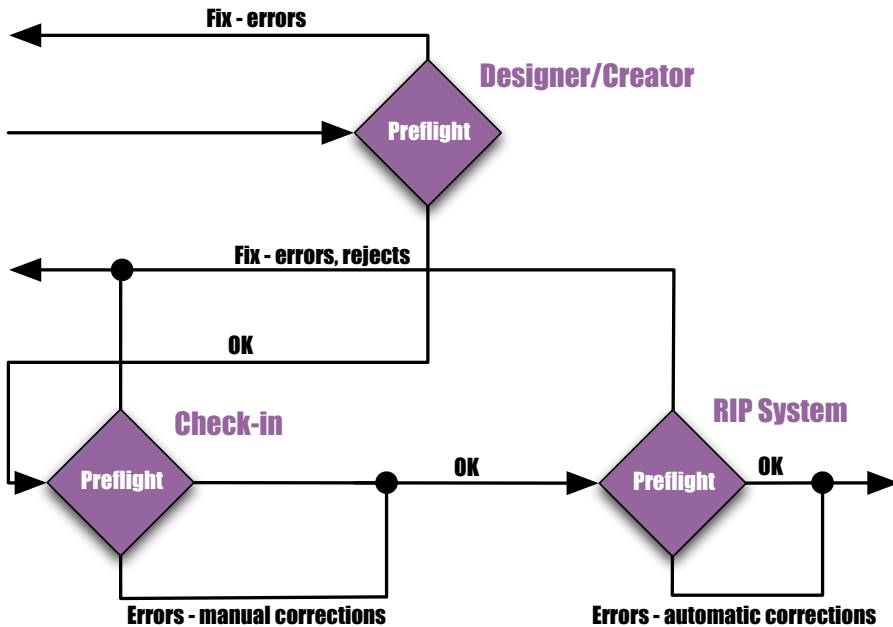 Fix - errors
Designer/Creator
Preflight
Fix - errors, rejects
OK
Check-in
RIP System
Preflight
OK
Preflight
OK
Errors - manual corrections
Errors - automatic corrections